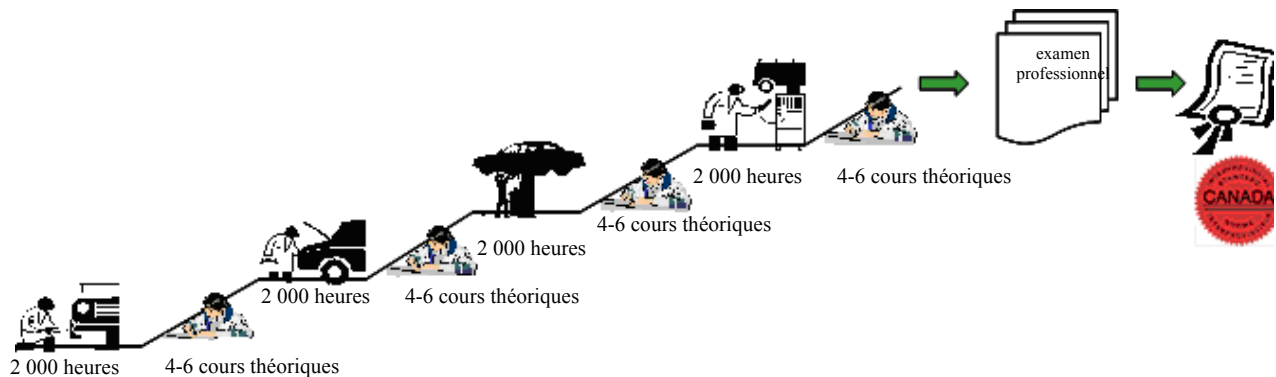 examen
professionnel
2 000 heures
4-6 cours théoriques
2 000 heures
4-6 cours théoriques
2 000 heures
4-6 cours théoriques
2 000 heures
4-6 cours théoriques
CANADA